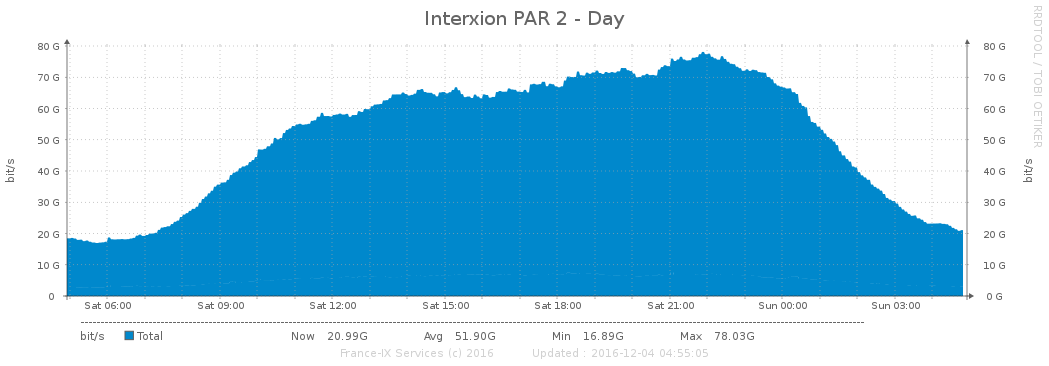 Interxion PAR 2 - Day
RRDTOOL / TOBI OETIKER
bit/s
80 G 80 G
70 G 70 G
60 G 60 G
50 G 50 G
40 G 40 G
30 G 30 G
20 G 20 G
10 G 10 G
0 0 G
bit/s
Sat 06:00 Sat 09:00 Sat 12:00 Sat 15:00 Sat 18:00 Sat 21:00 Sun 00:00 Sun 03:00
bit/s Total Now 20.99G Avg 51.90G Min 16.89G Max 78.03G
France-IX Services (c) 2016 Updated : 2016-12-04 04:55:05